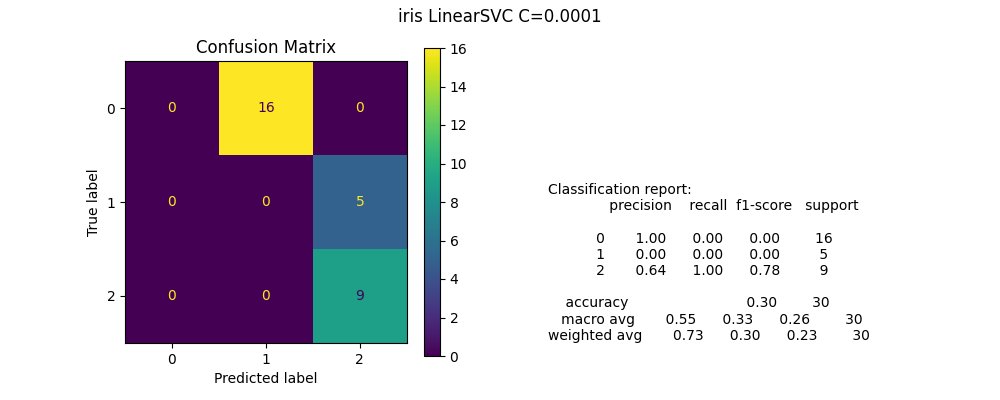 iris LinearSVC C=0.0001
Confusion Matrix
True label
0
1
2
0 16 0
0 0 5
0 0 9
0 1 2
Predicted label
16
14
12
10
8
6
4
2
0
Classification report:
precision recall f1-score support
0 1.00 0.00 0.00 16
1 0.00 0.00 0.00 5
2 0.64 1.00 0.78 9
accuracy 0.30 30
macro avg 0.55 0.33 0.26 30
weighted avg 0.73 0.30 0.23 30